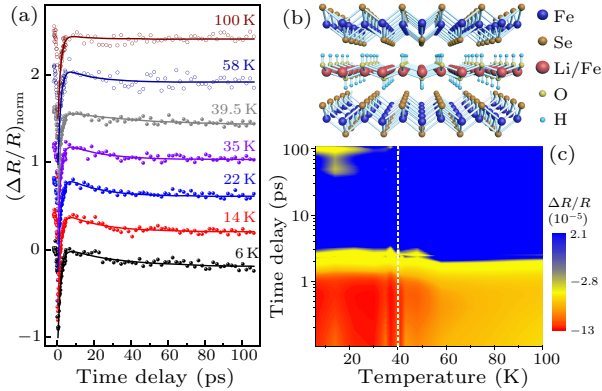 (a)
100 K
58 K
39.5 K
35 K
22 K
14 K
6 K
2
1
0
−1
(ΔR/R)norm
0 20 40 60 80 100
Time delay (ps)
(b)
Fe
Se
Li/Fe
O
H
(c)
100
10
1
Time delay (ps)
0 20 40 60 80 100
Temperature (K)
ΔR/R
(10⁻⁵)
2.1
−2.8
−13